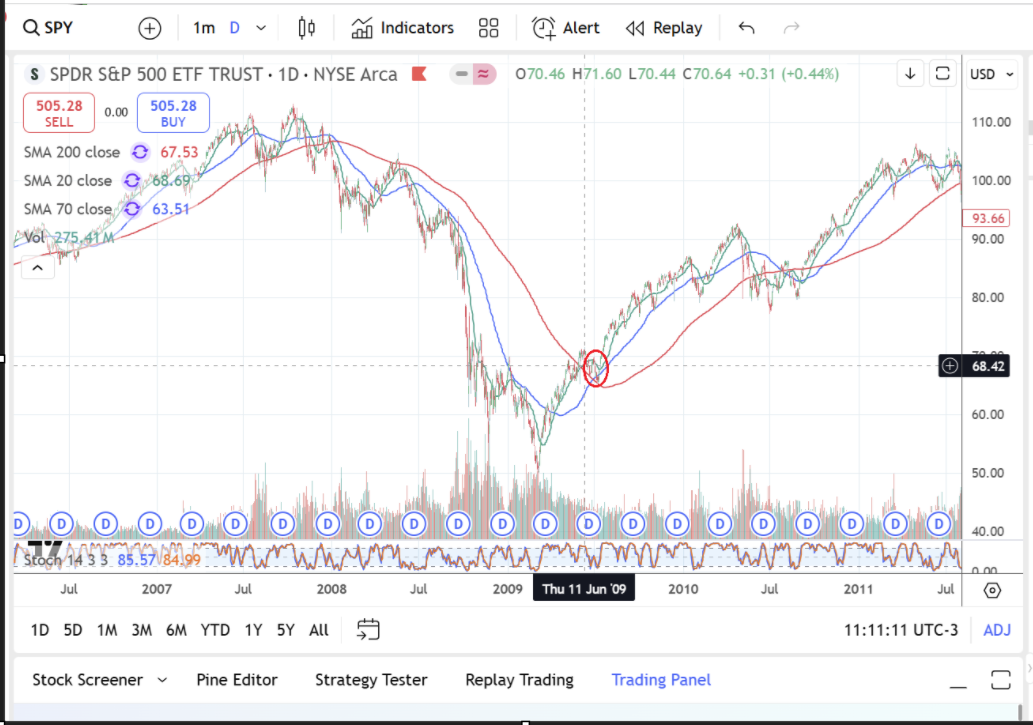 SPY 1m D Indicators Alert Replay
S SPDR S&P 500 ETF TRUST · 1D · NYSE Arca O70.46 H71.60 L70.44 C70.64 +0.31 (+0.44%) USD
505.28 0.00 505.28
SELL BUY
110.00
SMA 200 close 67.53
SMA 20 close 68.69
100.00
SMA 70 close 63.51
93.66
Vol 275.41M
90.00
80.00
70.00
68.42
60.00
50.00
D D D D D D D D D D D D D D D D D D D D D D
40.00
Stoch 14 3 3 85.57 84.99
0.00
Jul 2007 Jul 2008 Jul 2009 Thu 11 Jun '09 2010 Jul 2011 Jul
1D 5D 1M 3M 6M YTD 1Y 5Y All 11:11:11 UTC-3 ADJ
Stock Screener Pine Editor Strategy Tester Replay Trading Trading Panel